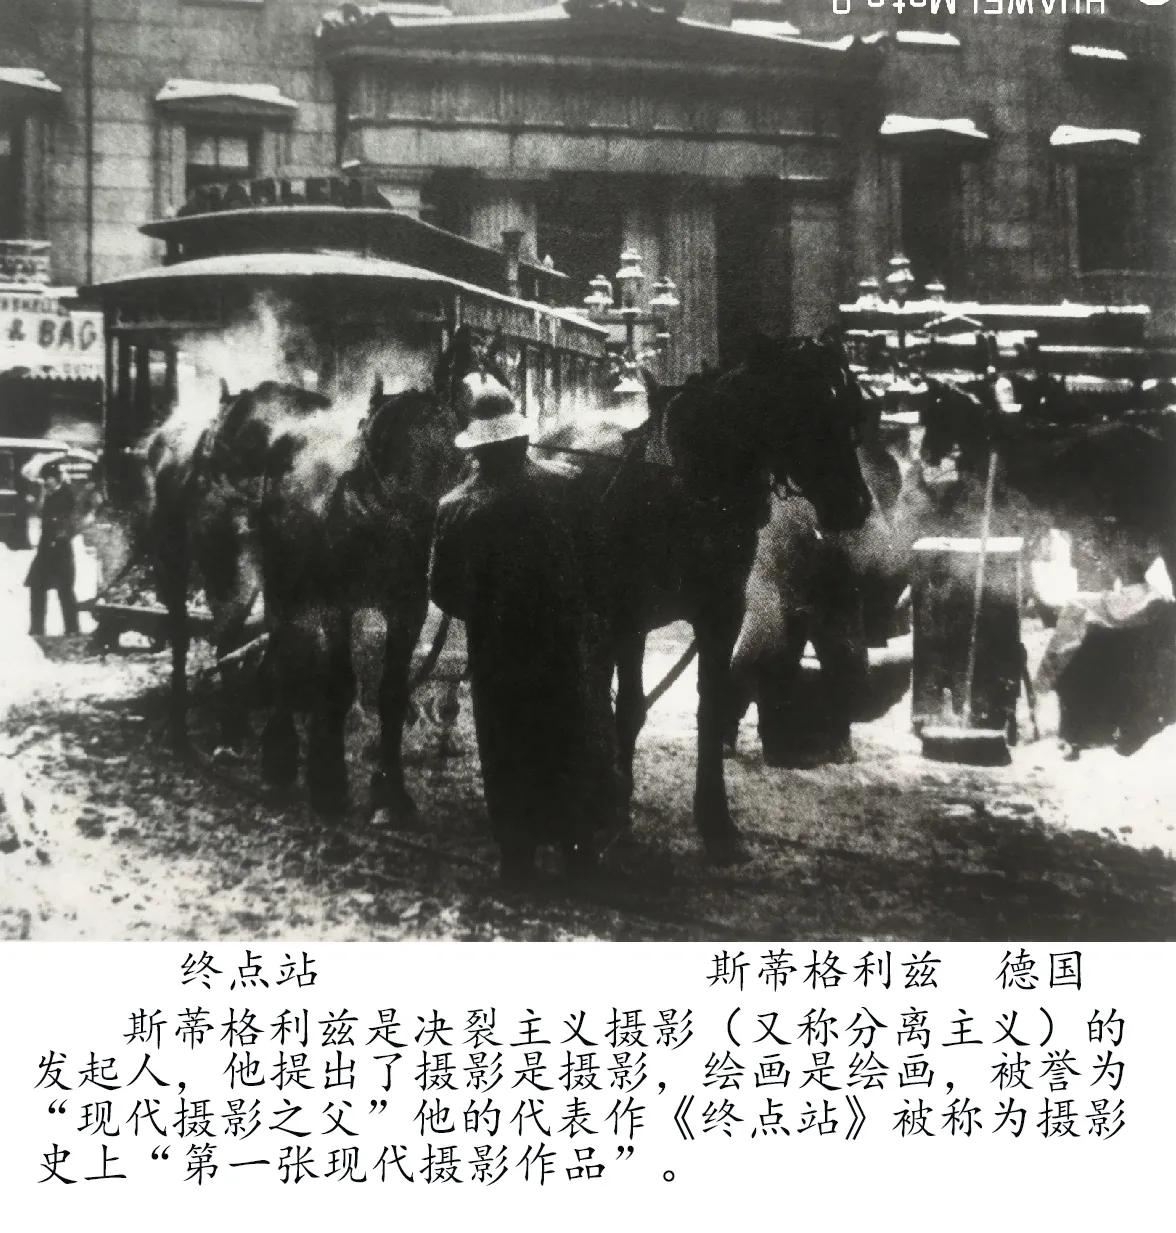 HUAWEI Mate 9
& BAG
终点站 斯蒂格利兹 德国
斯蒂格利兹是决裂主义摄影（又称分离主义）的
发起人，他提出了摄影是摄影，绘画是绘画，被誉为
“现代摄影之父”他的代表作《终点站》被称为摄影
史上“第一张现代摄影作品”。